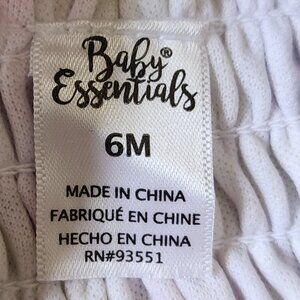 Baby®
Essentials
6M
MADE IN CHINA
FABRIQUÉ EN CHINE
HECHO EN CHINA
RN#93551